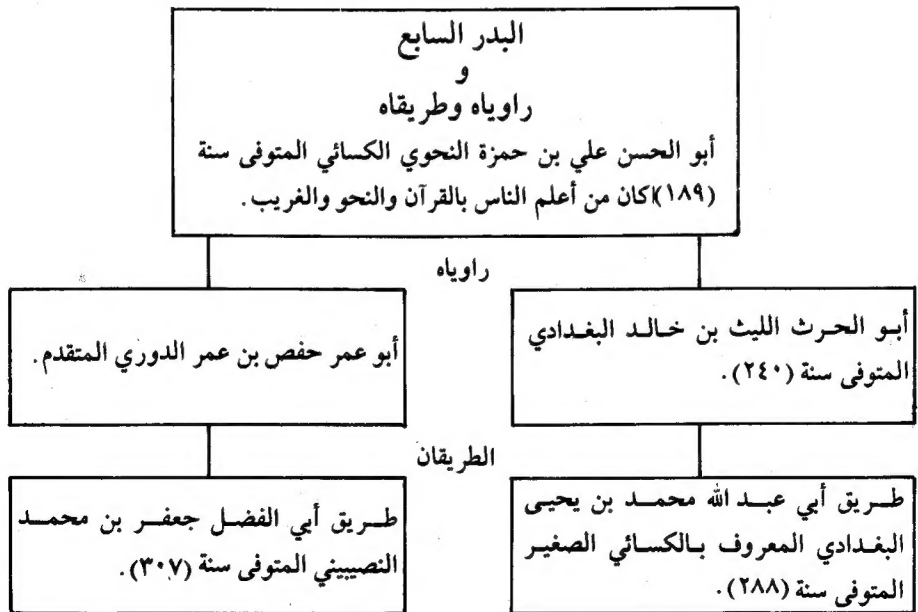 البدر السابع
و
راوياه وطريقاه
أبو الحسن علي بن حمزة النحوي الكسائي المتوفى سنة
(١٨٩)كان من أعلم الناس بالقرآن والنحو والغريب.
راوياه
أبو الحرث الليث بن خالد البغدادي
المتوفى سنة (٢٤٠).
أبو عمر حفص بن عمر الدوري المتقدم.
الطريقان
طريق أبي عبد الله محمد بن يحيى
البغدادي المعروف بالكسائي الصغير
المتوفى سنة (٢٨٨).
طريق أبي الفضل جعفر بن محمد
النصيبيني المتوفى سنة (٣٠٧).